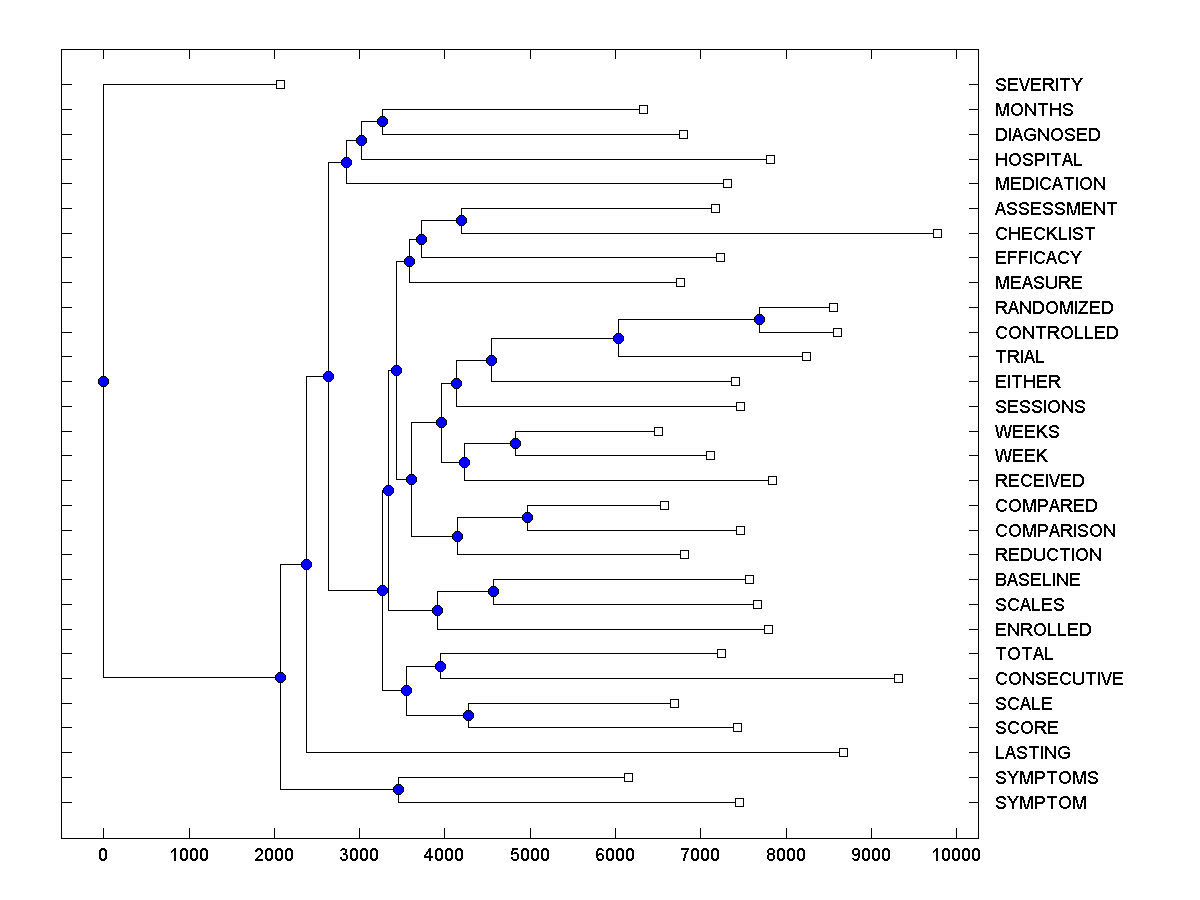 SEVERITY
MONTHS
DIAGNOSED
HOSPITAL
MEDICATION
ASSESSMENT
CHECKLIST
EFFICACY
MEASURE
RANDOMIZED
CONTROLLED
TRIAL
EITHER
SESSIONS
WEEKS
WEEK
RECEIVED
COMPARED
COMPARISON
REDUCTION
BASELINE
SCALES
ENROLLED
TOTAL
CONSECUTIVE
SCALE
SCORE
LASTING
SYMPTOMS
SYMPTOM
0 1000 2000 3000 4000 5000 6000 7000 8000 9000 10000